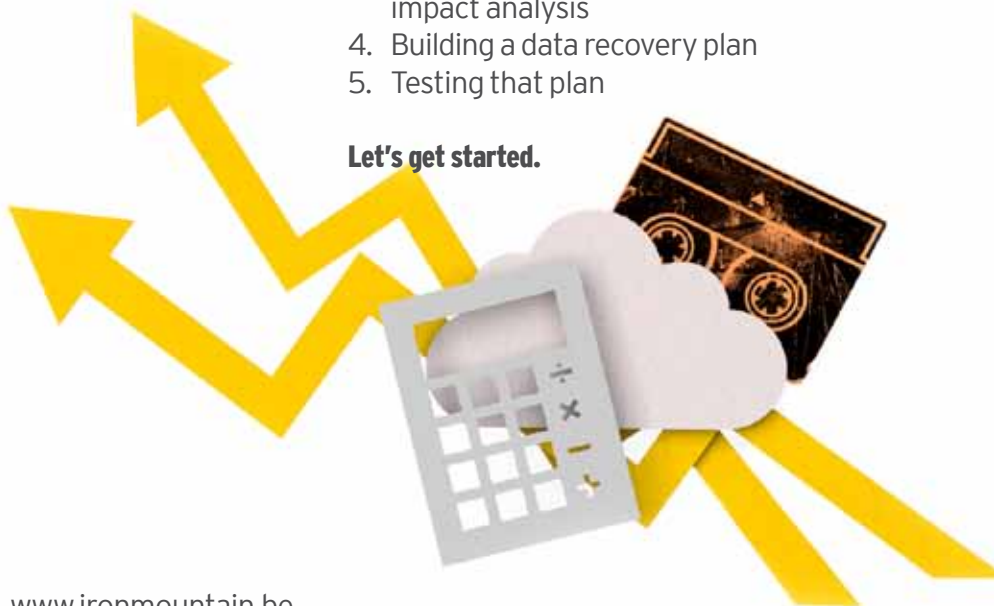 impact analysis
4. Building a data recovery plan
5. Testing that plan
Let's get started.
÷
×
−
+
www.ironmountain.be